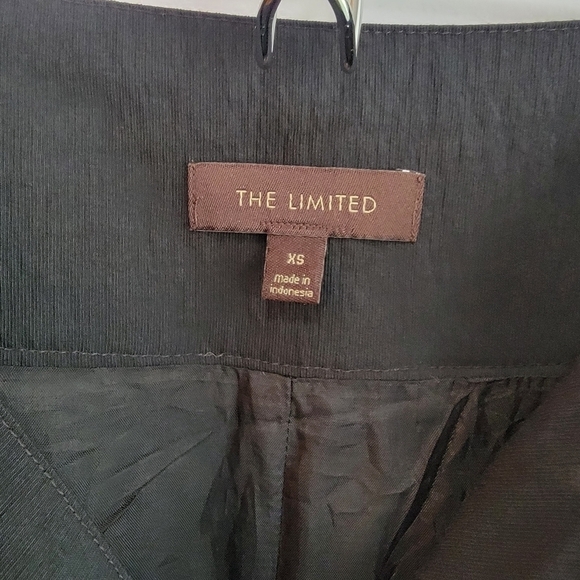 THE LIMITED
XS
made in
indonesia